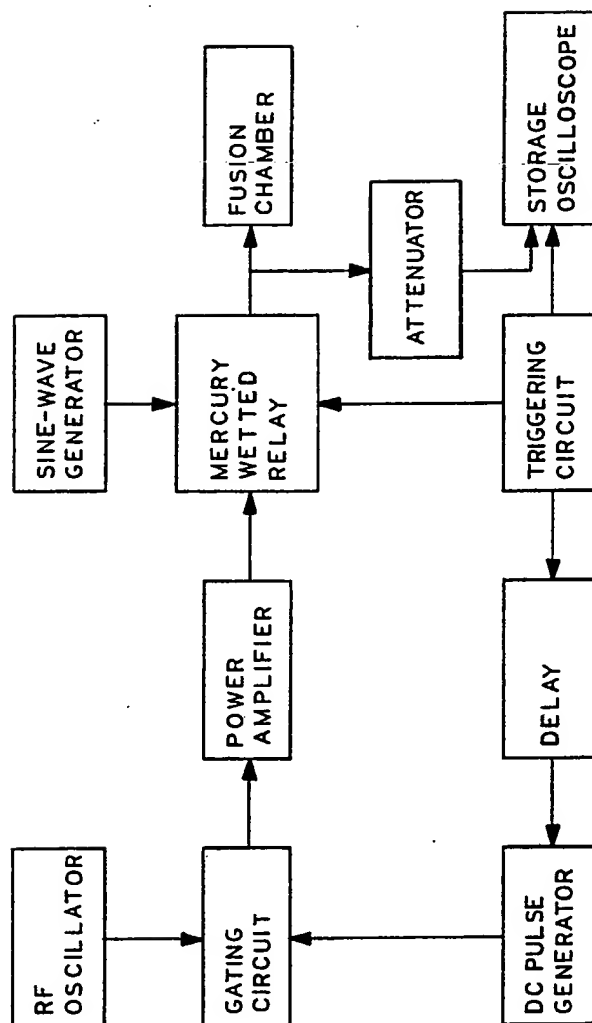 RF
OSCILLATOR
SINE-WAVE
GENERATOR
GATING
CIRCUIT
POWER
AMPLIFIER
MERCURY
WETTED
RELAY
FUSION
CHAMBER
ATTENUATOR
DC PULSE
GENERATOR
DELAY
TRIGGERING
CIRCUIT
STORAGE
OSCILLOSCOPE